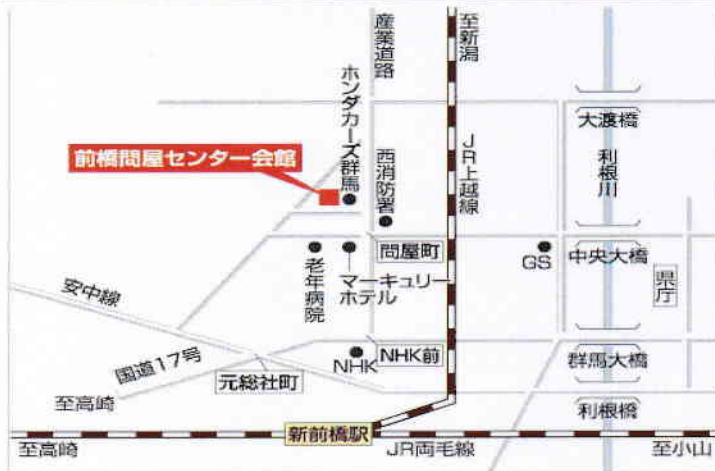 産業道路
至新潟
ホンダカーズ群馬
大渡橋
前橋問屋センター会館
西消防署
JR上越線
利根川
問屋町
GS
中央大橋
県庁
老年病院
マーキュリー
ホテル
安中線
国道17号
NHK
NHK前
群馬大橋
元総社町
至高崎
利根橋
新前橋駅
至高崎
JR両毛線
至小山